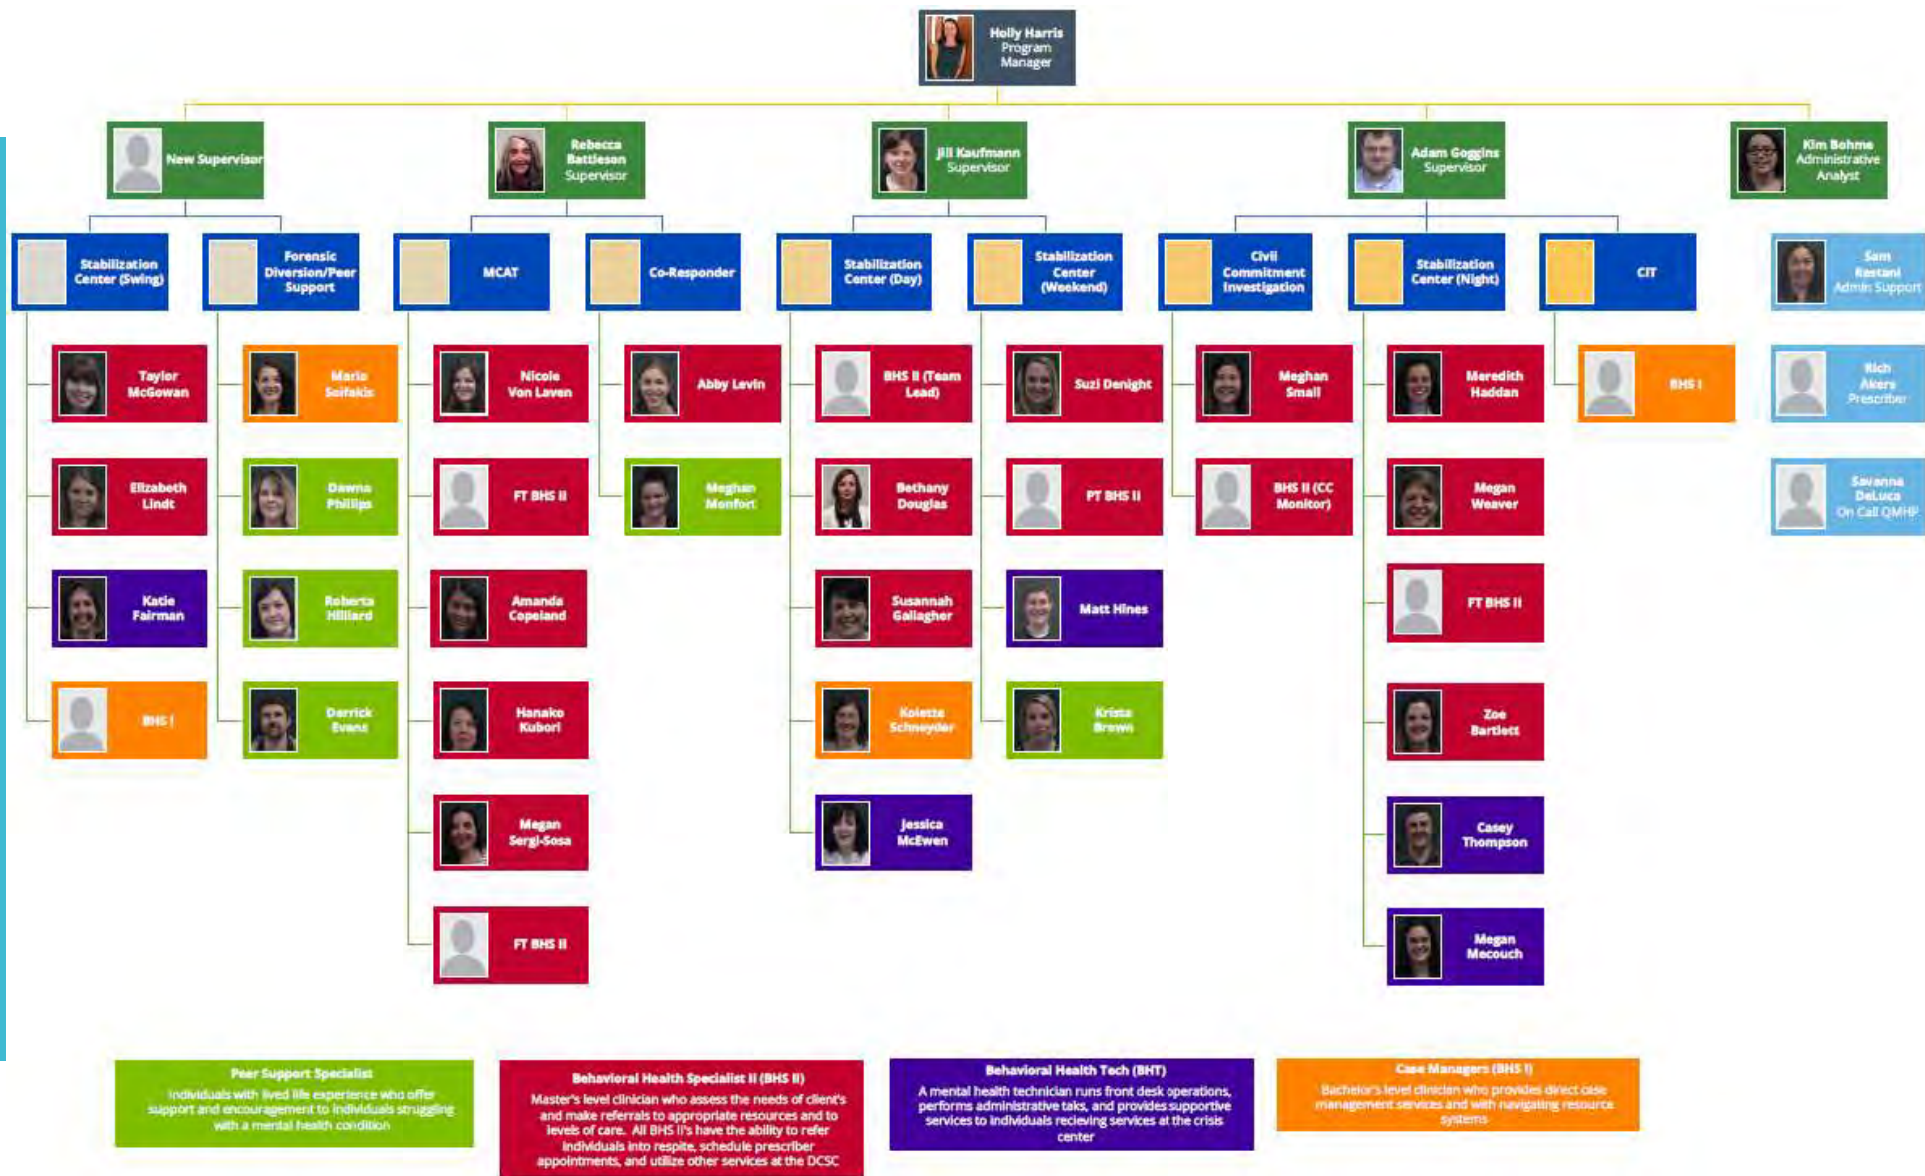 Holly Harris
Program
Manager
New Supervisor
Rebecca
Battleson
Supervisor
Jill Kaufmann
Supervisor
Adam Goggins
Supervisor
Kim Bohme
Administrative
Analyst
Stabilization
Center (Swing)
Forensic
Diversion/Peer
Support
MCAT
Co-Responder
Stabilization
Center (Day)
Stabilization
Center
(Weekend)
Civil
Commitment
Investigation
Stabilization
Center (Night)
CIT
Sam
Restani
Admin Support
Taylor
McGowan
Maria
Seifakis
Nicole
Von Laven
Abby Levin
BHS II (Team
Lead)
Suzi Denight
Meghan
Small
Meredith
Haddan
BHS I
Rich
Akers
Prescriber
Elizabeth
Lindt
Dawna
Phillips
FT BHS II
Meghan
Monfort
Bethany
Douglas
PT BHS II
BHS II (CC
Monitor)
Megan
Weaver
Savanna
DeLuca
On Call QMHP
Katie
Fairman
Roberta
Hilliard
Amanda
Copeland
Susannah
Gallagher
Matt Hines
FT BHS II
BHS I
Derrick
Evans
Hanako
Kubori
Kolette
Schneyder
Krista
Brown
Zoe
Bartlett
Megan
Sergi-Sosa
Jessica
McEwen
Casey
Thompson
FT BHS II
Megan
Mecouch
Peer Support Specialist
Individuals with lived life experience who offer
support and encouragement to individuals struggling
with a mental health condition
Behavioral Health Specialist II (BHS II)
Master's level clinician who assess the needs of client's
and make referrals to appropriate resources and to
levels of care. All BHS II's have the ability to refer
individuals into respite, schedule prescriber
appointments, and utilize other services at the DCSC
Behavioral Health Tech (BHT)
A mental health technician runs front desk operations,
performs administrative taks, and provides supportive
services to individuals recieving services at the crisis
center
Case Managers (BHS I)
Bachelor's level clinician who provides direct case
management services and with navigating resource
systems